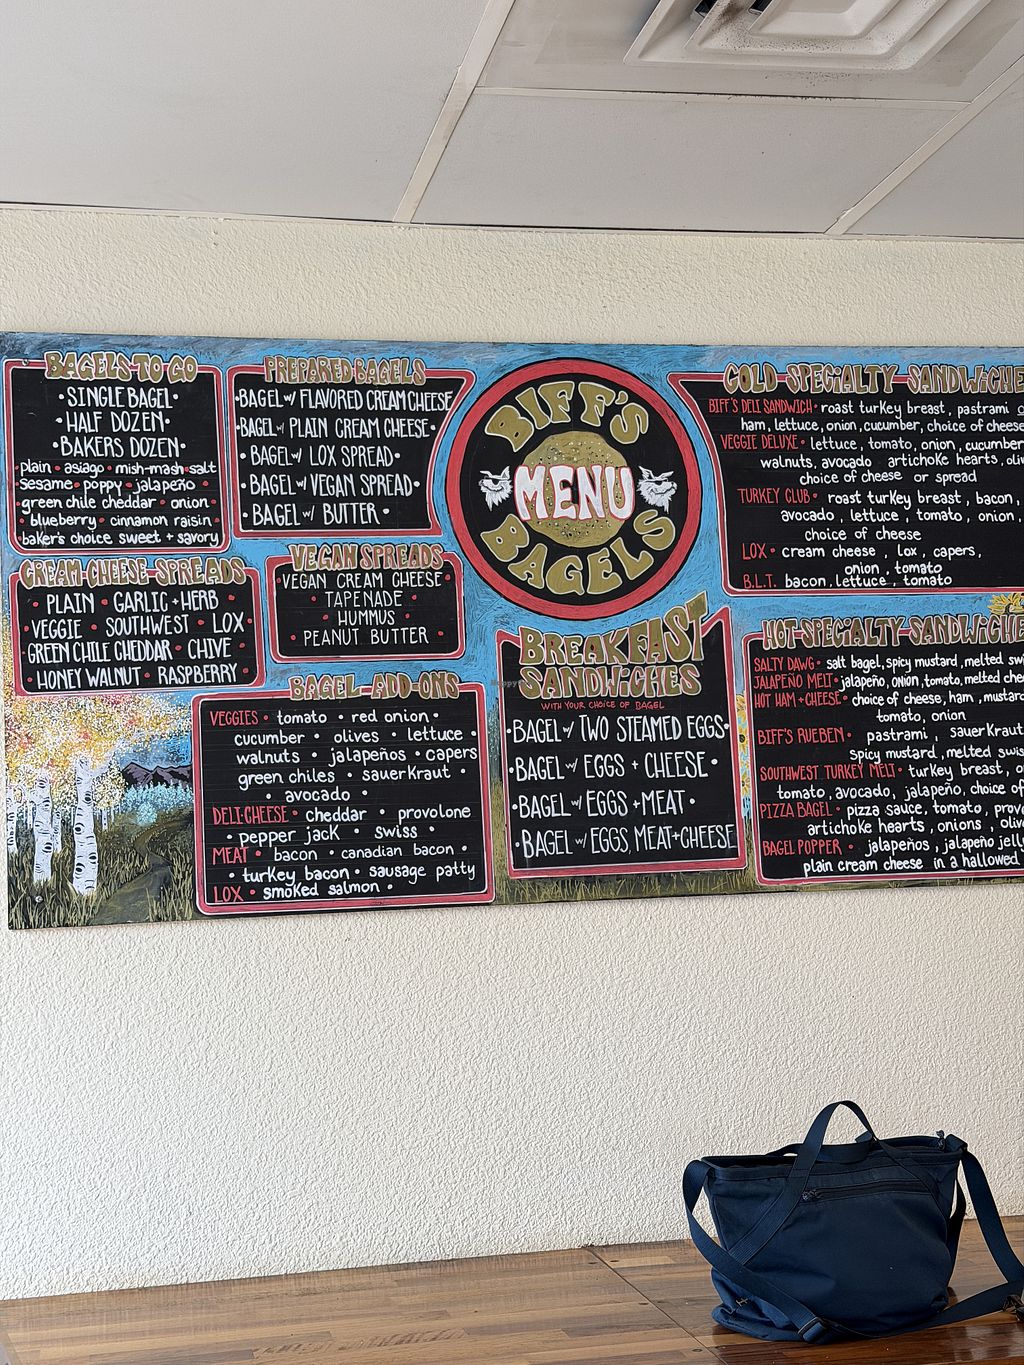 BAGELS TO GO
• SINGLE BAGEL •
• HALF DOZEN •
• BAKERS DOZEN •
• plain • asiago • mish-mash • salt
• sesame • poppy • jalapeño •
green chile cheddar • onion •
• blueberry • cinnamon raisin •
• baker's choice sweet + savory
PREPARED BAGELS
• BAGEL w/ FLAVORED CREAM CHEESE
• BAGEL w/ PLAIN CREAM CHEESE •
• BAGEL w/ LOX SPREAD •
• BAGEL w/ VEGAN SPREAD •
• BAGEL w/ BUTTER •
CREAM CHEESE SPREADS
• PLAIN • GARLIC + HERB •
• VEGGIE • SOUTHWEST • LOX •
GREEN CHILE CHEDDAR • CHIVE •
• HONEY WALNUT • RASPBERRY •
VEGAN SPREADS
• VEGAN CREAM CHEESE •
• TAPENADE •
• HUMMUS •
• PEANUT BUTTER •
BAGEL ADD-ONS
VEGGIES • tomato • red onion •
cucumber • olives • lettuce •
walnuts • jalapeños • capers
green chiles • sauerkraut •
• avocado •
DELI-CHEESE • cheddar • provolone
• pepper jack • swiss •
MEAT • bacon • canadian bacon •
• turkey bacon • sausage patty
LOX • smoked salmon •
BIFF'S
MENU
BAGELS
BREAKFAST
SANDWICHES
WITH YOUR CHOICE OF BAGEL
• BAGEL w/ TWO STEAMED EGGS •
• BAGEL w/ EGGS + CHEESE •
• BAGEL w/ EGGS + MEAT •
• BAGEL w/ EGGS, MEAT + CHEESE
COLD SPECIALTY SANDWICHE
BIFF'S DELI SANDWICH • roast turkey breast, pastrami
ham, lettuce, onion, cucumber, choice of cheese
VEGGIE DELUXE • lettuce, tomato, onion, cucumber
walnuts, avocado artichoke hearts, oliv
choice of cheese or spread
TURKEY CLUB • roast turkey breast, bacon,
avocado, lettuce, tomato, onion,
choice of cheese
LOX • cream cheese, lox, capers,
onion, tomato
B.L.T. bacon, lettuce, tomato
HOT SPECIALTY SANDWICHE
SALTY DAWG • salt bagel, spicy mustard, melted swi
JALAPEÑO MELT • jalapeño, onion, tomato, melted chee
HOT HAM + CHEESE • choice of cheese, ham, mustar
tomato, onion
BIFF'S RUEBEN • pastrami, sauerkraut
spicy mustard, melted swis
SOUTHWEST TURKEY MELT • turkey breast, o
tomato, avocado, jalapeño, choice of
PIZZA BAGEL • pizza sauce, tomato, provo
artichoke hearts, onions, oliv
BAGEL POPPER • jalapeños, jalapeño jell
plain cream cheese in a hallowed